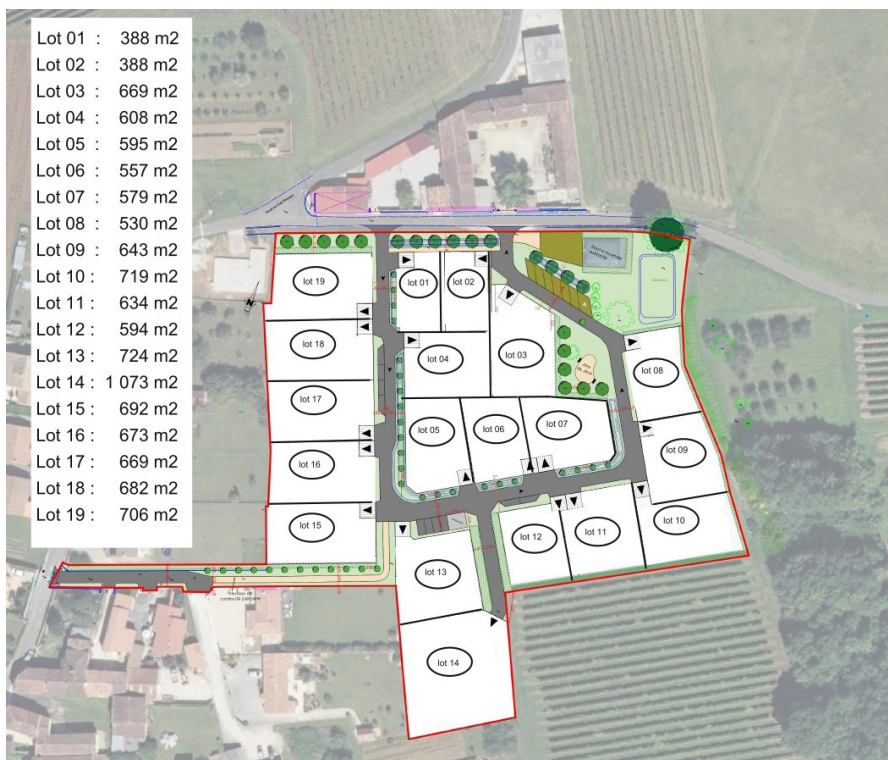 Lot 01 : 388 m2
Lot 02 : 388 m2
Lot 03 : 669 m2
Lot 04 : 608 m2
Lot 05 : 595 m2
Lot 06 : 557 m2
Lot 07 : 579 m2
Lot 08 : 530 m2
Lot 09 : 643 m2
Lot 10 : 719 m2
Lot 11 : 634 m2
Lot 12 : 594 m2
Lot 13 : 724 m2
Lot 14 : 1 073 m2
Lot 15 : 692 m2
Lot 16 : 673 m2
Lot 17 : 669 m2
Lot 18 : 682 m2
Lot 19 : 706 m2
lot 19
lot 01
lot 02
lot 18
lot 04
lot 03
Aire de Jeux
lot 08
lot 17
lot 05
lot 06
lot 07
lot 16
lot 09
lot 15
lot 12
lot 11
lot 10
lot 13
lot 14